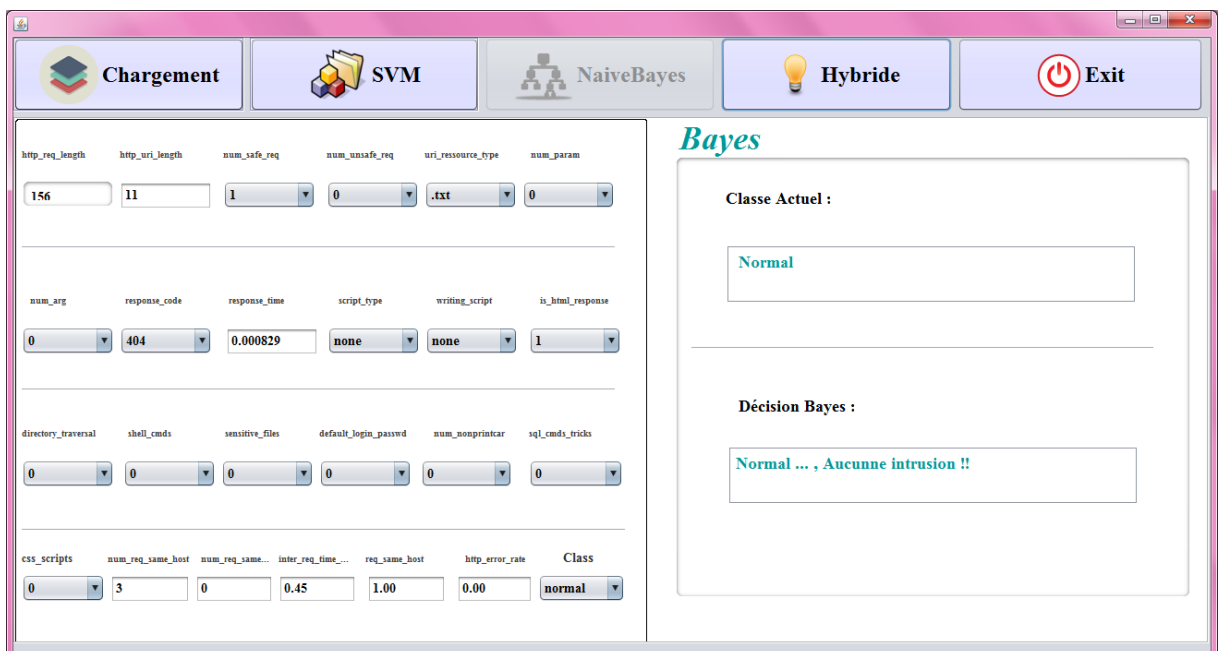 Chargement SVM NaiveBayes Hybride Exit
Bayes
http_req_length http_uri_length num_safe_req num_unsafe_req uri_ressource_type num_param
156 11 1 0 .txt 0
num_arg response_code response_time script_type writing_script is_html_response
0 404 0.000829 none none 1
directory_traversal shell_cmds sensitive_files default_login_passwd num_nonprintcar sql_cmds_tricks
0 0 0 0 0 0
css_scripts num_req_same_host num_req_same... inter_req_time_... req_same_host http_error_rate Class
0 3 0 0.45 1.00 0.00 normal
Classe Actuel :
Normal
Décision Bayes :
Normal ... , Aucunne intrusion !!